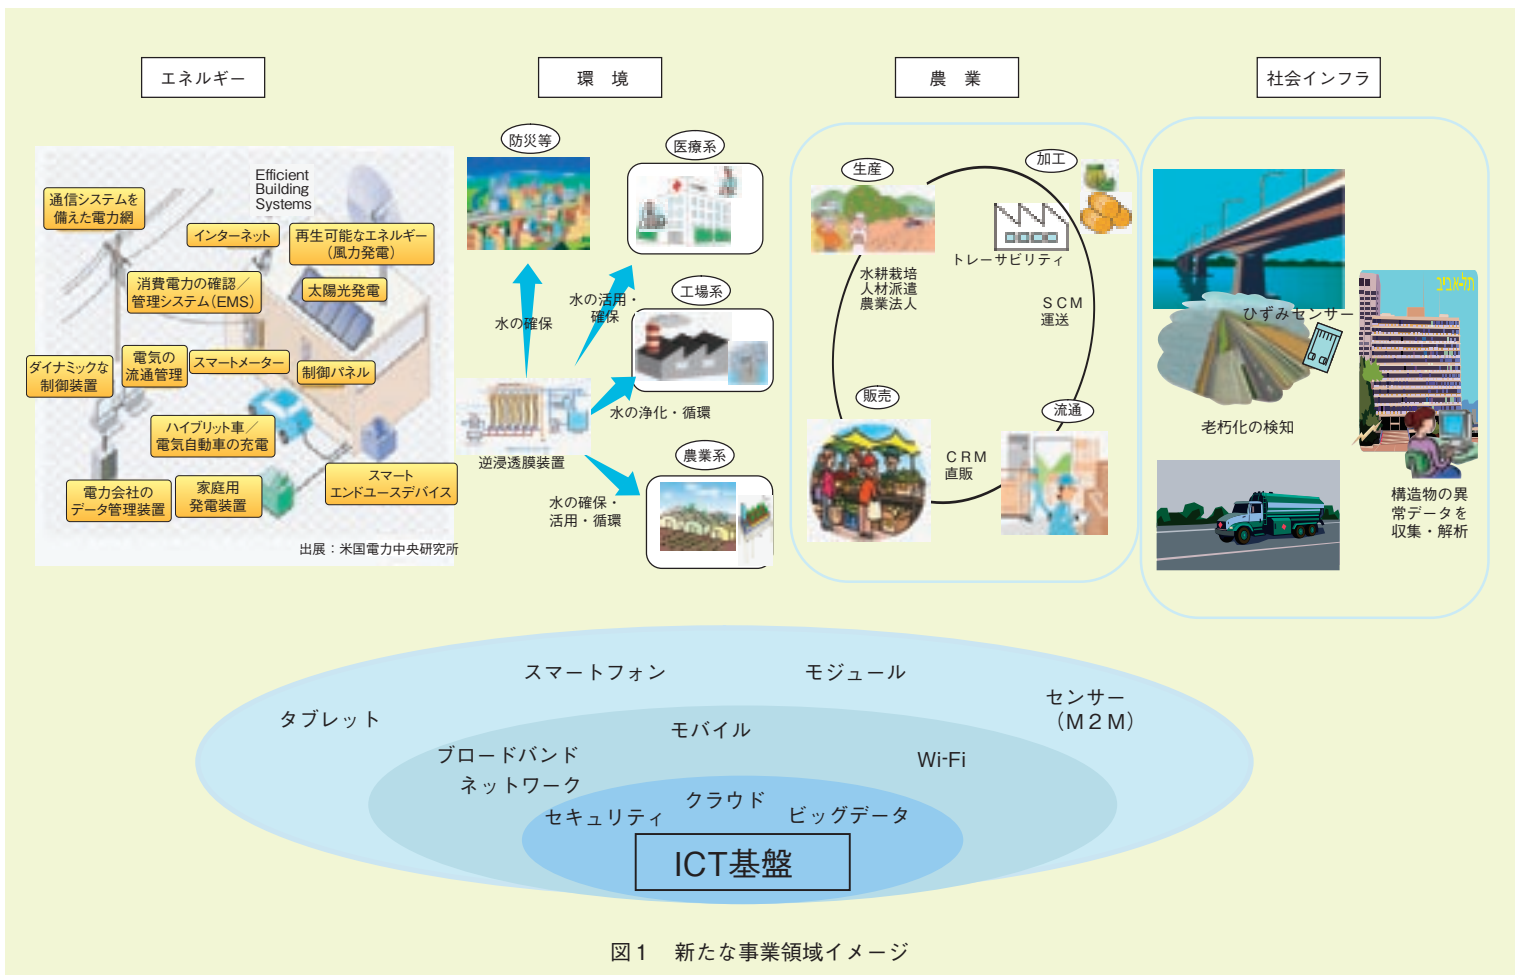 エネルギー
環 境
農 業
社会インフラ
Efficient
Building
Systems
通信システムを
備えた電力網
インターネット
再生可能なエネルギー
(風力発電)
消費電力の確認/
管理システム(EMS)
太陽光発電
ダイナミックな
制御装置
電気の
流通管理
スマートメーター
制御パネル
ハイブリット車/
電気自動車の充電
電力会社の
データ管理装置
家庭用
発電装置
スマート
エンドユースデバイス
出展:米国電力中央研究所
防災等
医療系
水の確保
水の活用・
確保
工場系
水の浄化・循環
逆浸透膜装置
農業系
水の確保・
活用・循環
生産
加工
水耕栽培
人材派遣
農業法人
トレーサビリティ
SCM
運送
販売
流通
CRM
直販
תל-אביב
ひずみセンサー
老朽化の検知
構造物の異
常データを
収集・解析
スマートフォン
モジュール
タブレット
センサー
(M2M)
モバイル
ブロードバンド
ネットワーク
Wi-Fi
クラウド
セキュリティ
ビッグデータ
ICT基盤
図1 新たな事業領域イメージ